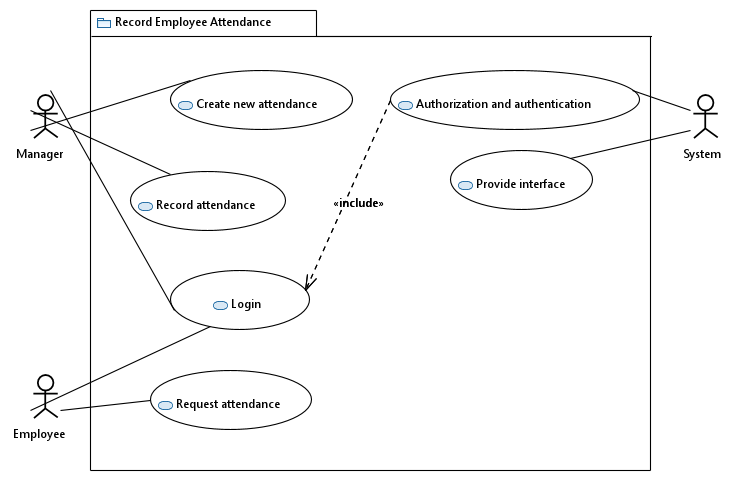 Record Employee Attendance
Create new attendance
Authorization and authentication
Manager
System
Provide interface
Record attendance
«include»
Login
Request attendance
Employee